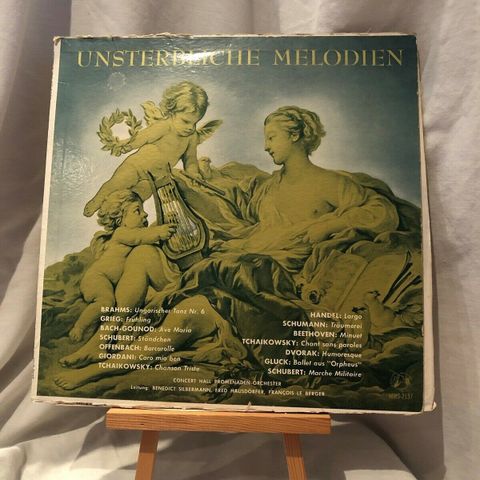 UNSTERBLICHE MELODIEN
BRAHMS: Ungarischer Tanz Nr. 6
GRIEG: Frühling
BACH-GOUNOD: Ave Maria
SCHUBERT: Ständchen
OFFENBACH: Barcarolle
GIORDANI: Caro mio ben
TCHAIKOWSKY: Chanson Triste
HANDEL: Largo
SCHUMANN: Träumerei
BEETHOVEN: Minuet
TCHAIKOWSKY: Chant sans paroles
DVORAK: Humoresque
GLUCK: Ballet aus "Orpheus"
SCHUBERT: Marche Militaire
CONCERT HALL PROMENADEN ORCHESTER
Leitung: BENEDICT SILBERMANN, FRED HAUSDÖRFER, FRANÇOIS LE BERGER